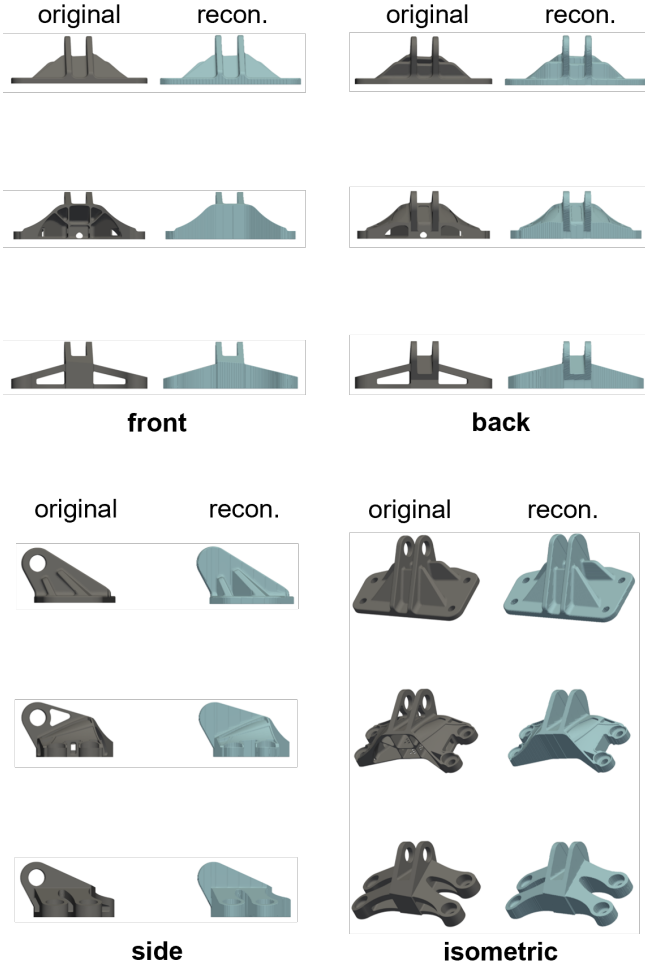 original recon. original recon.
front back
original recon. original recon.
side isometric